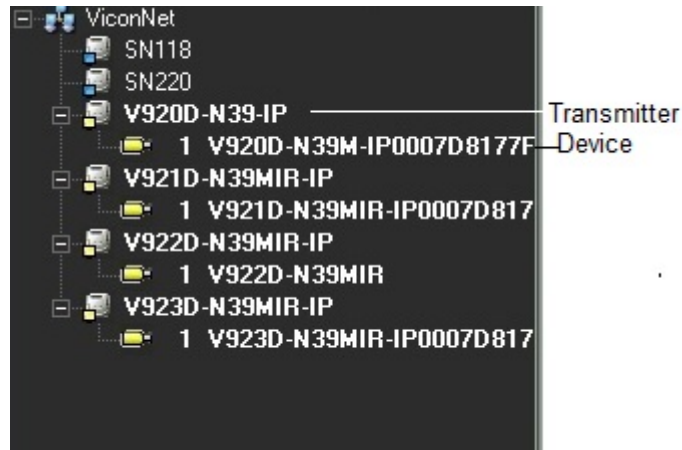 ViconNet
SN118
SN220
V920D-N39-IP Transmitter
1 V920D-N39M-IP0007D8177F Device
V921D-N39MIR-IP
1 V921D-N39MIR-IP0007D817
V922D-N39MIR-IP
1 V922D-N39MIR
V923D-N39MIR-IP
1 V923D-N39MIR-IP0007D817